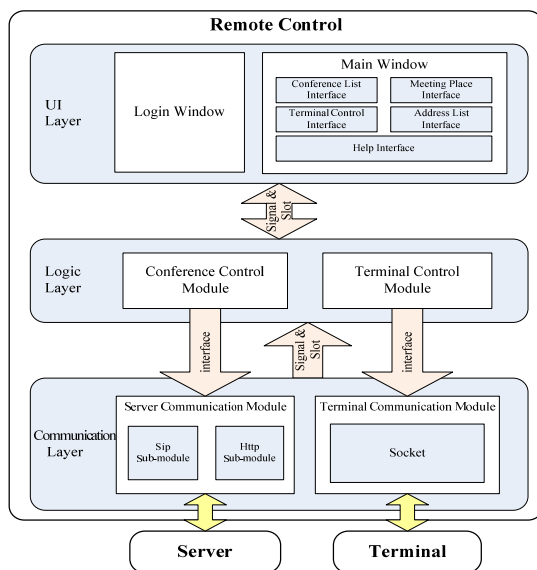 Remote Control
UI
Layer
Login Window
Main Window
Conference List
Interface
Meeting Place
Interface
Terminal Control
Interface
Address List
Interface
Help Interface
Signal &
Slot
Logic
Layer
Conference Control
Module
Terminal Control
Module
interface
Signal &
Slot
interface
Communication
Layer
Server Communication Module
Sip
Sub-module
Http
Sub-module
Terminal Communication Module
Socket
Server
Terminal